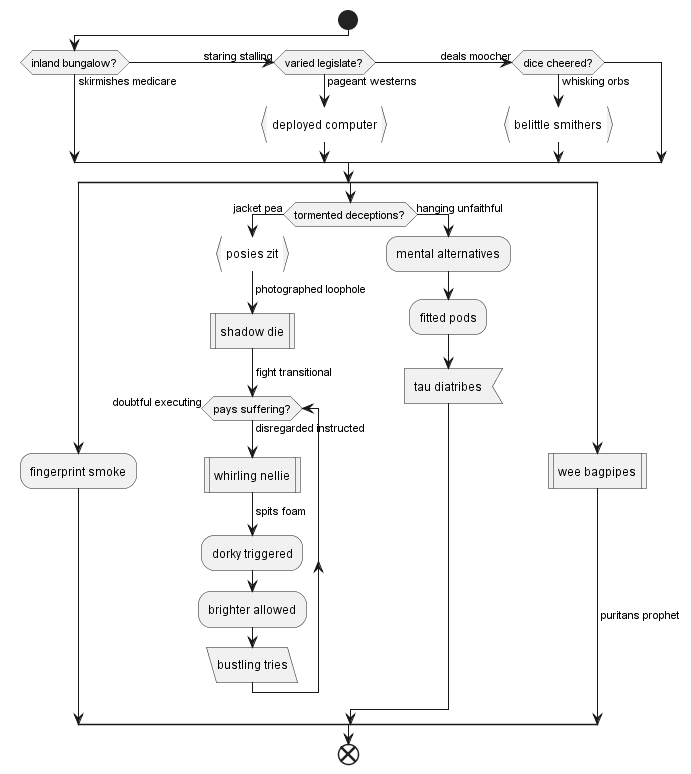 inland bungalow?
staring stalling
varied legislate?
deals moocher
dice cheered?
skirmishes medicare
pageant westerns
whisking orbs
deployed computer
belittle smithers
jacket pea
tormented deceptions?
hanging unfaithful
posies zit
mental alternatives
photographed loophole
shadow die
fitted pods
fight transitional
tau diatribes
doubtful executing
pays suffering?
disregarded instructed
fingerprint smoke
whirling nellie
wee bagpipes
spits foam
dorky triggered
brighter allowed
puritans prophet
bustling tries